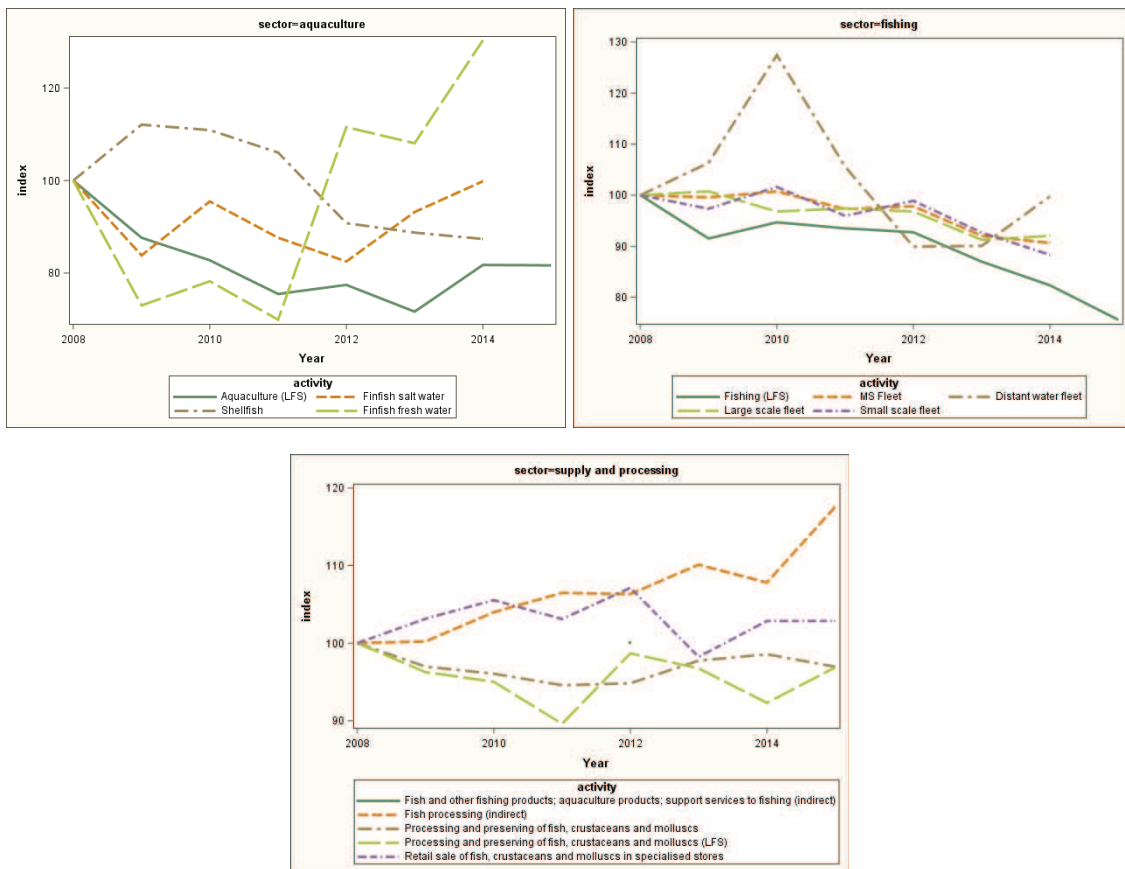 sector=aquaculture
120
100
80
index
2008 2010 2012 2014
Year
activity
Aquaculture (LFS) Finfish salt water
Shellfish Finfish fresh water
sector=fishing
130
120
110
100
90
80
index
2008 2010 2012 2014
Year
activity
Fishing (LFS) MS Fleet Distant water fleet
Large scale fleet Small scale fleet
sector=supply and processing
120
110
100
90
index
2008 2010 2012 2014
Year
activity
Fish and other fishing products; aquaculture products; support services to fishing (indirect)
Fish processing (indirect)
Processing and preserving of fish, crustaceans and molluscs
Processing and preserving of fish, crustaceans and molluscs (LFS)
Retail sale of fish, crustaceans and molluscs in specialised stores